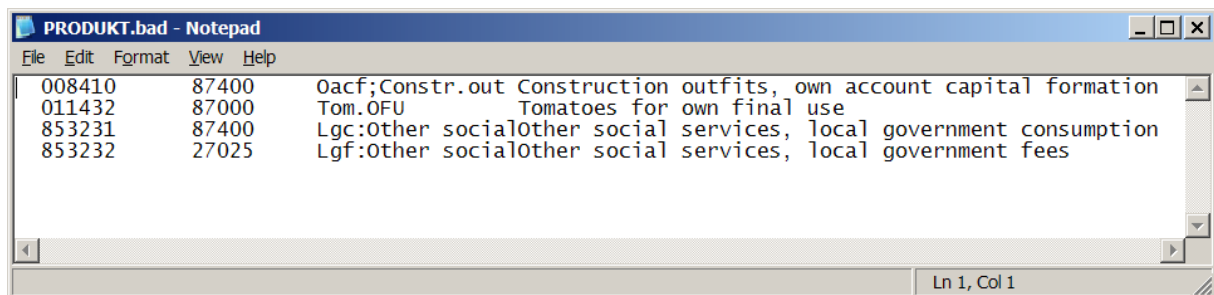 PRODUKT.bad - Notepad
File Edit Format View Help
008410 87400 Oacf;Constr.out Construction outfits, own account capital formation
011432 87000 Tom.OFU Tomatoes for own final use
853231 87400 Lgc:Other socialOther social services, local government consumption
853232 27025 Lgf:Other socialOther social services, local government fees
Ln 1, Col 1